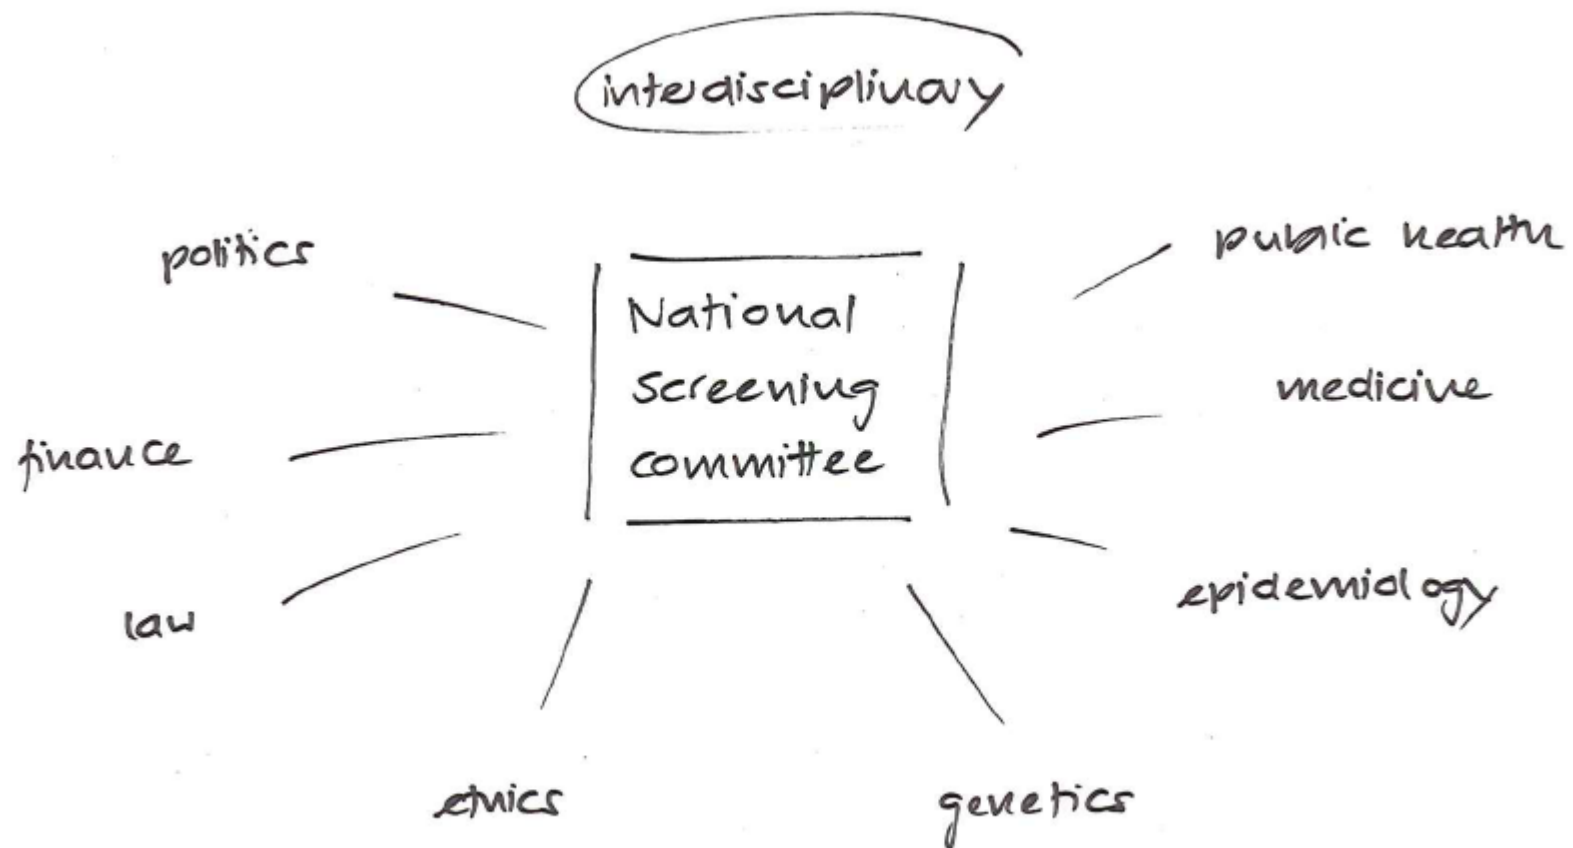 interdisciplinary
politics
public health
National
Screening
committee
medicine
finance
epidemiology
law
ethics
genetics